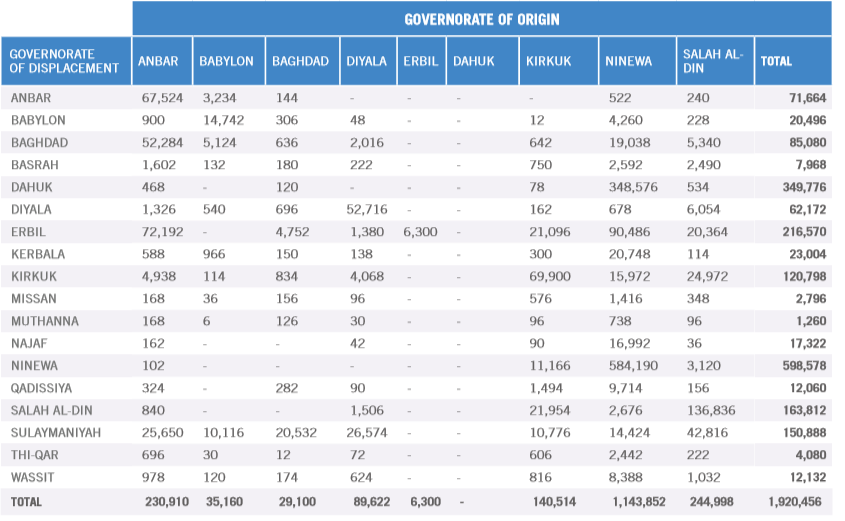 GOVERNORATE OF ORIGIN
GOVERNORATE OF DISPLACEMENT ANBAR BABYLON BAGHDAD DIYALA ERBIL DAHUK KIRKUK NINEWA SALAH AL-DIN TOTAL
ANBAR 67,524 3,234 144 - - - - 522 240 71,664
BABYLON 900 14,742 306 48 - - 12 4,260 228 20,496
BAGHDAD 52,284 5,124 636 2,016 - - 642 19,038 5,340 85,080
BASRAH 1,602 132 180 222 - - 750 2,592 2,490 7,968
DAHUK 468 - 120 - - - 78 348,576 534 349,776
DIYALA 1,326 540 696 52,716 - - 162 678 6,054 62,172
ERBIL 72,192 - 4,752 1,380 6,300 - 21,096 90,486 20,364 216,570
KERBALA 588 966 150 138 - - 300 20,748 114 23,004
KIRKUK 4,938 114 834 4,068 - - 69,900 15,972 24,972 120,798
MISSAN 168 36 156 96 - - 576 1,416 348 2,796
MUTHANNA 168 6 126 30 - - 96 738 96 1,260
NAJAF 162 - - 42 - - 90 16,992 36 17,322
NINEWA 102 - - - - - 11,166 584,190 3,120 598,578
QADISSIYA 324 - 282 90 - - 1,494 9,714 156 12,060
SALAH AL-DIN 840 - - 1,506 - - 21,954 2,676 136,836 163,812
SULAYMANIYAH 25,650 10,116 20,532 26,574 - - 10,776 14,424 42,816 150,888
THI-QAR 696 30 12 72 - - 606 2,442 222 4,080
WASSIT 978 120 174 624 - - 816 8,388 1,032 12,132
TOTAL 230,910 35,160 29,100 89,622 6,300 - 140,514 1,143,852 244,998 1,920,456